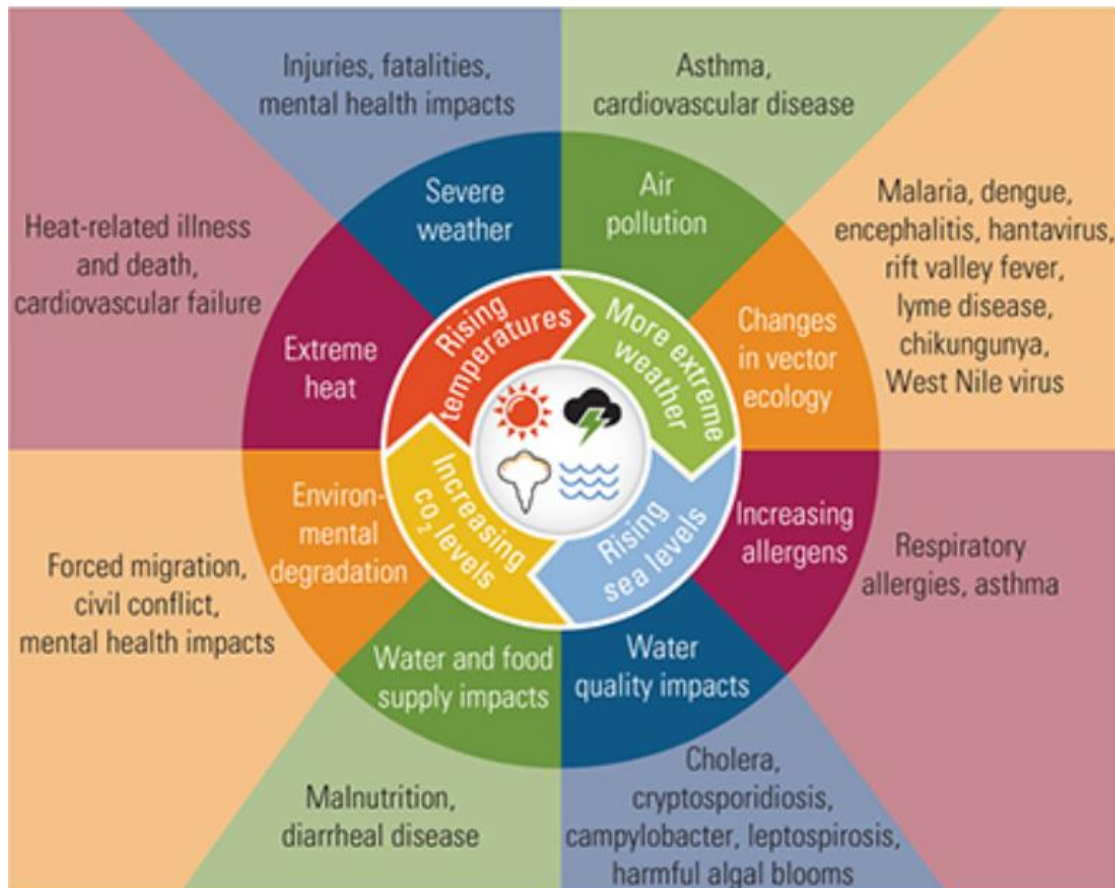 Injuries, fatalities,
mental health impacts
Asthma,
cardiovascular disease
Severe
weather
Air
pollution
Heat-related illness
and death,
cardiovascular failure
Malaria, dengue,
encephalitis, hantavirus,
rift valley fever,
lyme disease,
chikungunya,
West Nile virus
Extreme
heat
Rising
temperatures
More extreme
weather
Changes
in vector
ecology
Environ-
mental
degradation
Increasing
CO₂ levels
Rising
sea levels
Increasing
allergens
Forced migration,
civil conflict,
mental health impacts
Respiratory
allergies, asthma
Water and food
supply impacts
Water
quality impacts
Malnutrition,
diarrheal disease
Cholera,
cryptosporidiosis,
campylobacter, leptospirosis,
harmful algal blooms